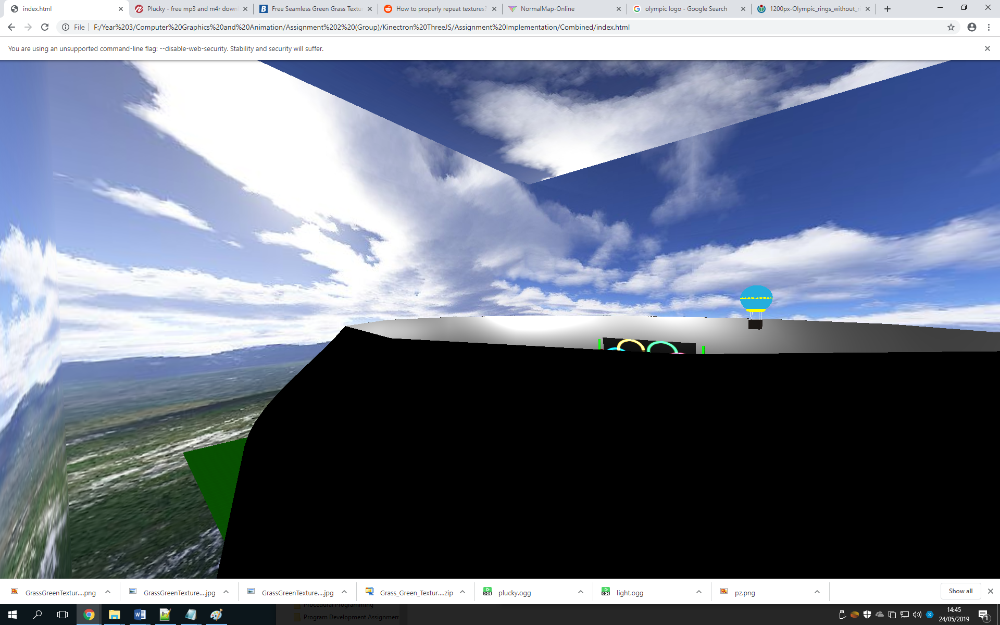 index.html
Plucky - free mp3 and m4r down
Free Seamless Green Grass Textu
How to properly repeat textures?
NormalMap-Online
olympic logo - Google Search
1200px-Olympic_rings_without_r
File F:/Year%203/Computer%20Graphics%20and%20Animation/Assignment%202%20(Group)/Kinectron%20ThreeJS/Assignment%20Implementation/Combined/index.html
You are using an unsupported command-line flag: --disable-web-security. Stability and security will suffer.
GrassGreenTextur....png
GrassGreenTexture....jpg
GrassGreenTexture....jpg
Grass_Green_Textur....zip
OGG
plucky.ogg
OGG
light.ogg
pz.png
Show all
Procedural Programming
Program Development Assignmen
14:45
24/05/2019
1